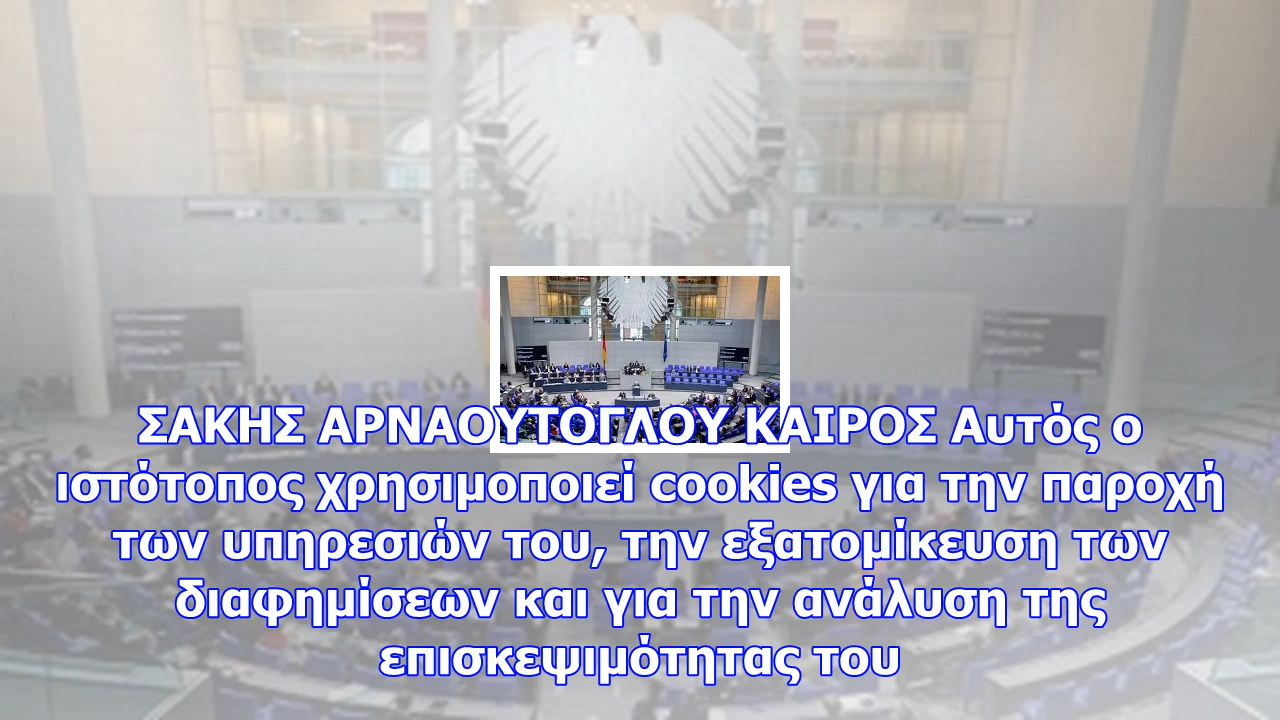 ΣΑΚΗΣ ΑΡΝΑΟΥΤΟΓΛΟΥ ΚΑΙΡΟΣ Αυτός ο
ιστότοπος χρησιμοποιεί cookies για την παροχή
των υπηρεσιών του, την εξατομίκευση των
διαφημίσεων και για την ανάλυση της
επισκεψιμότητας του